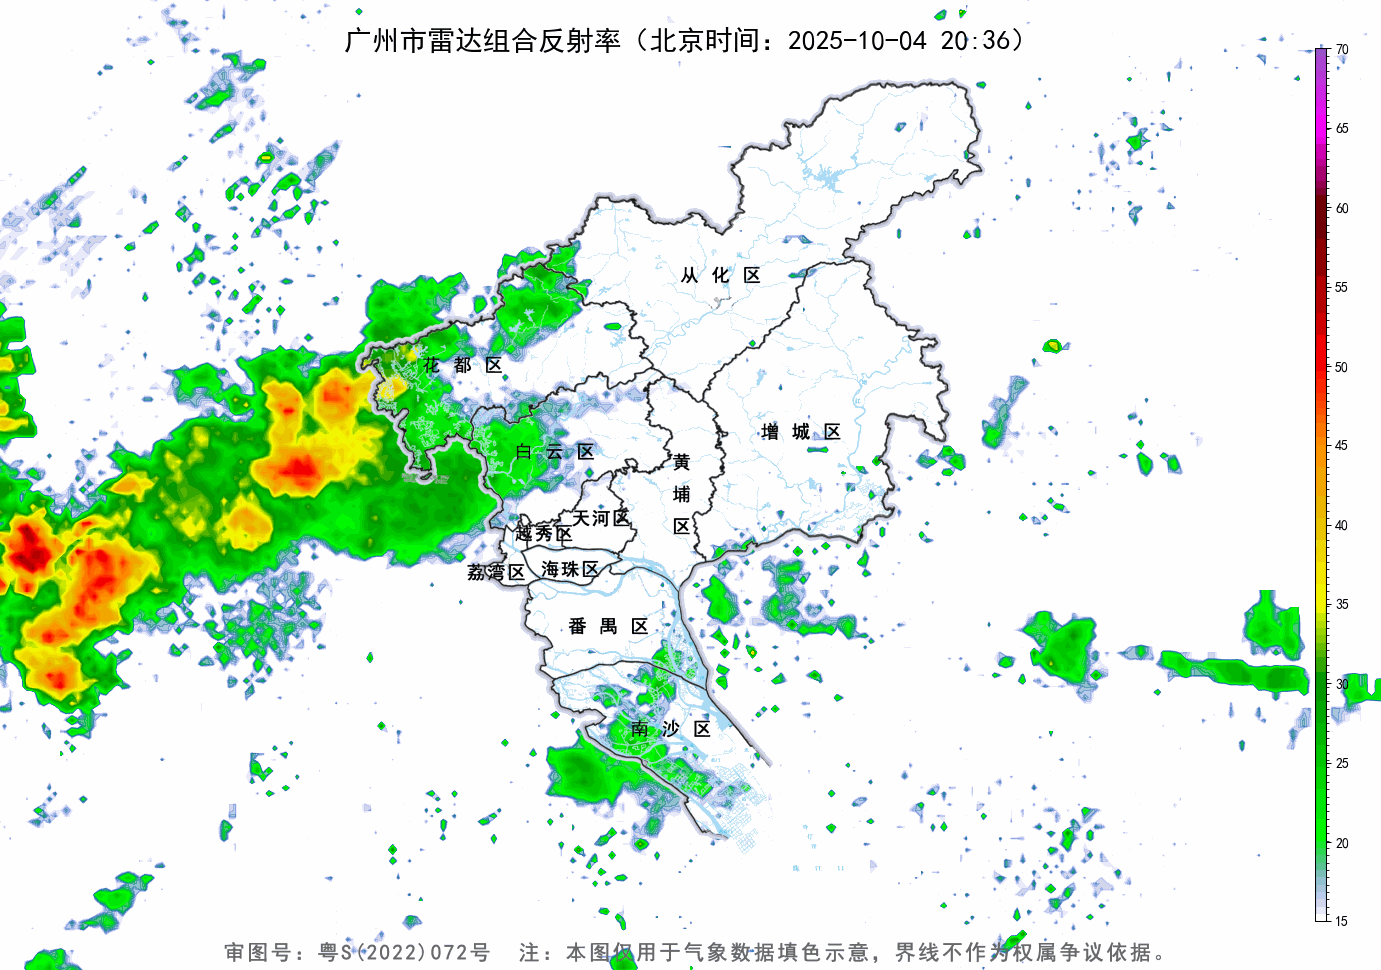 广州市雷达组合反射率（北京时间：2025-10-04 20:36）
70
65
60
55
50
45
40
35
30
25
20
15
从化区
花都区
增城区
白云区
黄埔区
天河区
越秀区
荔湾区
海珠区
番禺区
南沙区
审图号：粤S(2022)072号 注：本图仅用于气象数据填色示意，界线不作为权属争议依据。